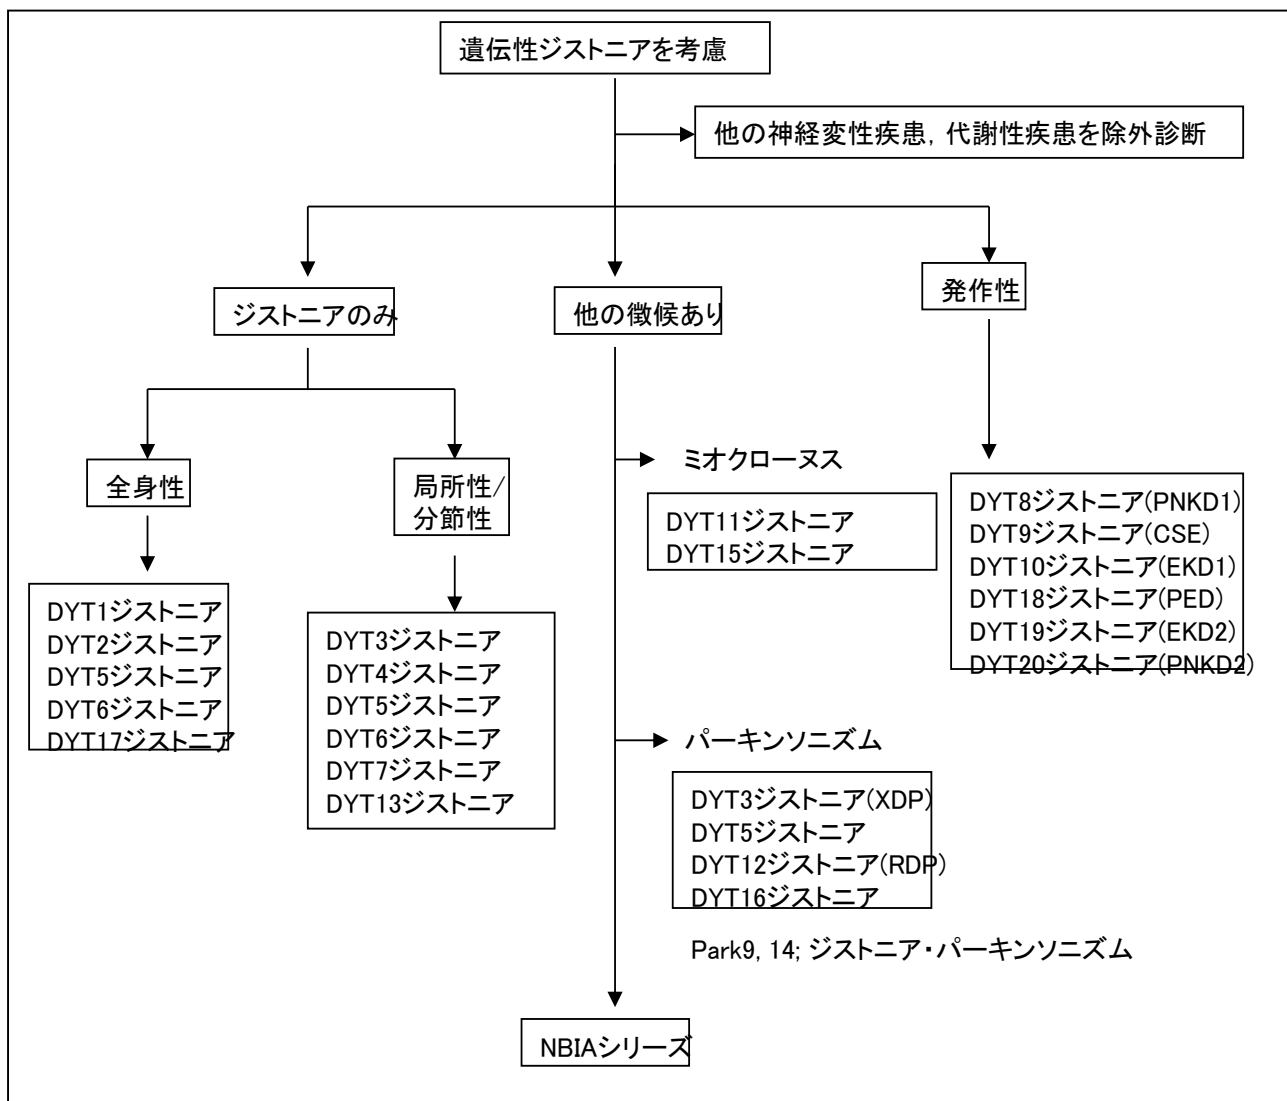 遺伝性ジストニアを考慮
他の神経変性疾患, 代謝性疾患を除外診断
ジストニアのみ
他の徴候あり
発作性
全身性
局所性/
分節性
DYT1ジストニア
DYT2ジストニア
DYT5ジストニア
DYT6ジストニア
DYT17ジストニア
DYT3ジストニア
DYT4ジストニア
DYT5ジストニア
DYT6ジストニア
DYT7ジストニア
DYT13ジストニア
ミオクローヌス
DYT11ジストニア
DYT15ジストニア
パーキンソニズム
DYT3ジストニア(XDP)
DYT5ジストニア
DYT12ジストニア(RDP)
DYT16ジストニア
Park9, 14; ジストニア・パーキンソニズム
NBIAシリーズ
DYT8ジストニア(PNKD1)
DYT9ジストニア(CSE)
DYT10ジストニア(EKD1)
DYT18ジストニア(PED)
DYT19ジストニア(EKD2)
DYT20ジストニア(PNKD2)